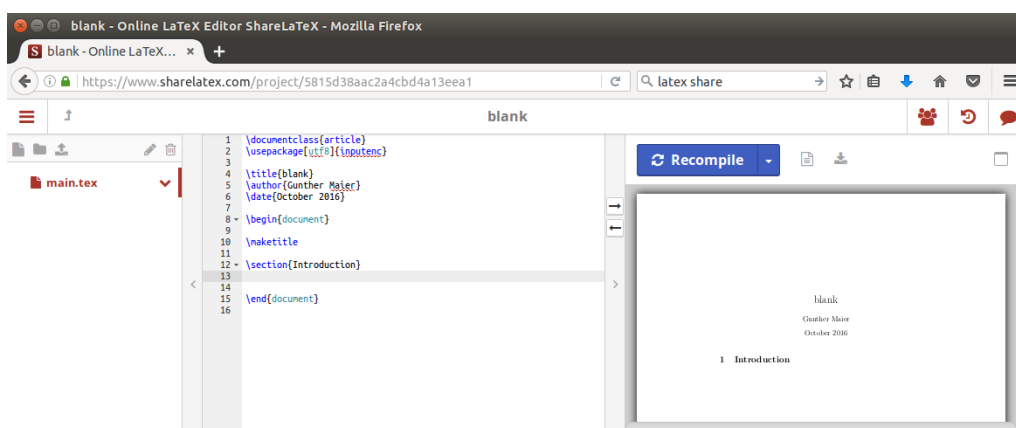 blank - Online LaTeX Editor ShareLaTeX - Mozilla Firefox
S blank - Online LaTeX... × +
https://www.sharelatex.com/project/5815d38aac2a4cbd4a13eea1
latex share
blank
main.tex
1 \documentclass{article}
2 \usepackage[utf8]{inputenc}
3
4 \title{blank}
5 \author{Gunther Maier}
6 \date{October 2016}
7
8 \begin{document}
9
10 \maketitle
11
12 \section{Introduction}
13
14
15 \end{document}
16
Recompile
blank
Gunther Maier
October 2016
1 Introduction